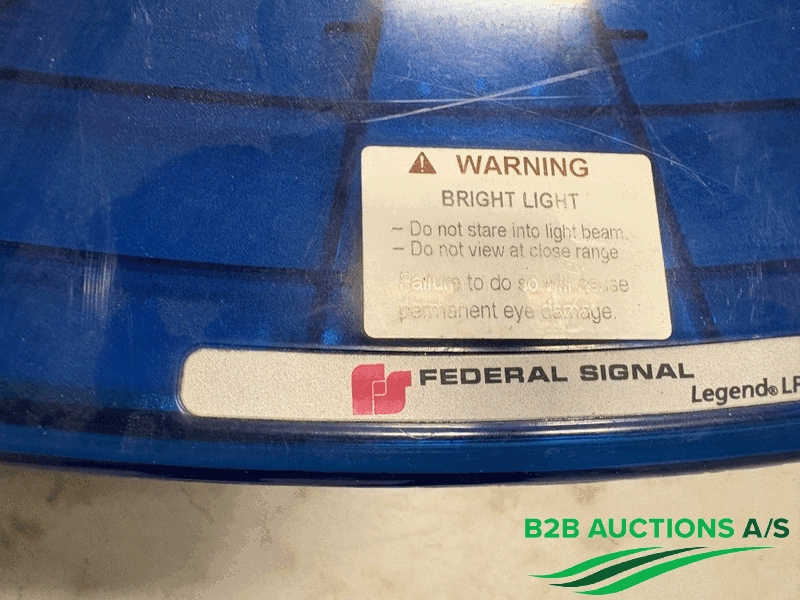 WARNING
BRIGHT LIGHT
– Do not stare into light beam.
– Do not view at close range
Failure to do so will cause
permanent eye damage.
FEDERAL SIGNAL
Legend® LP
B2B AUCTIONS A/S